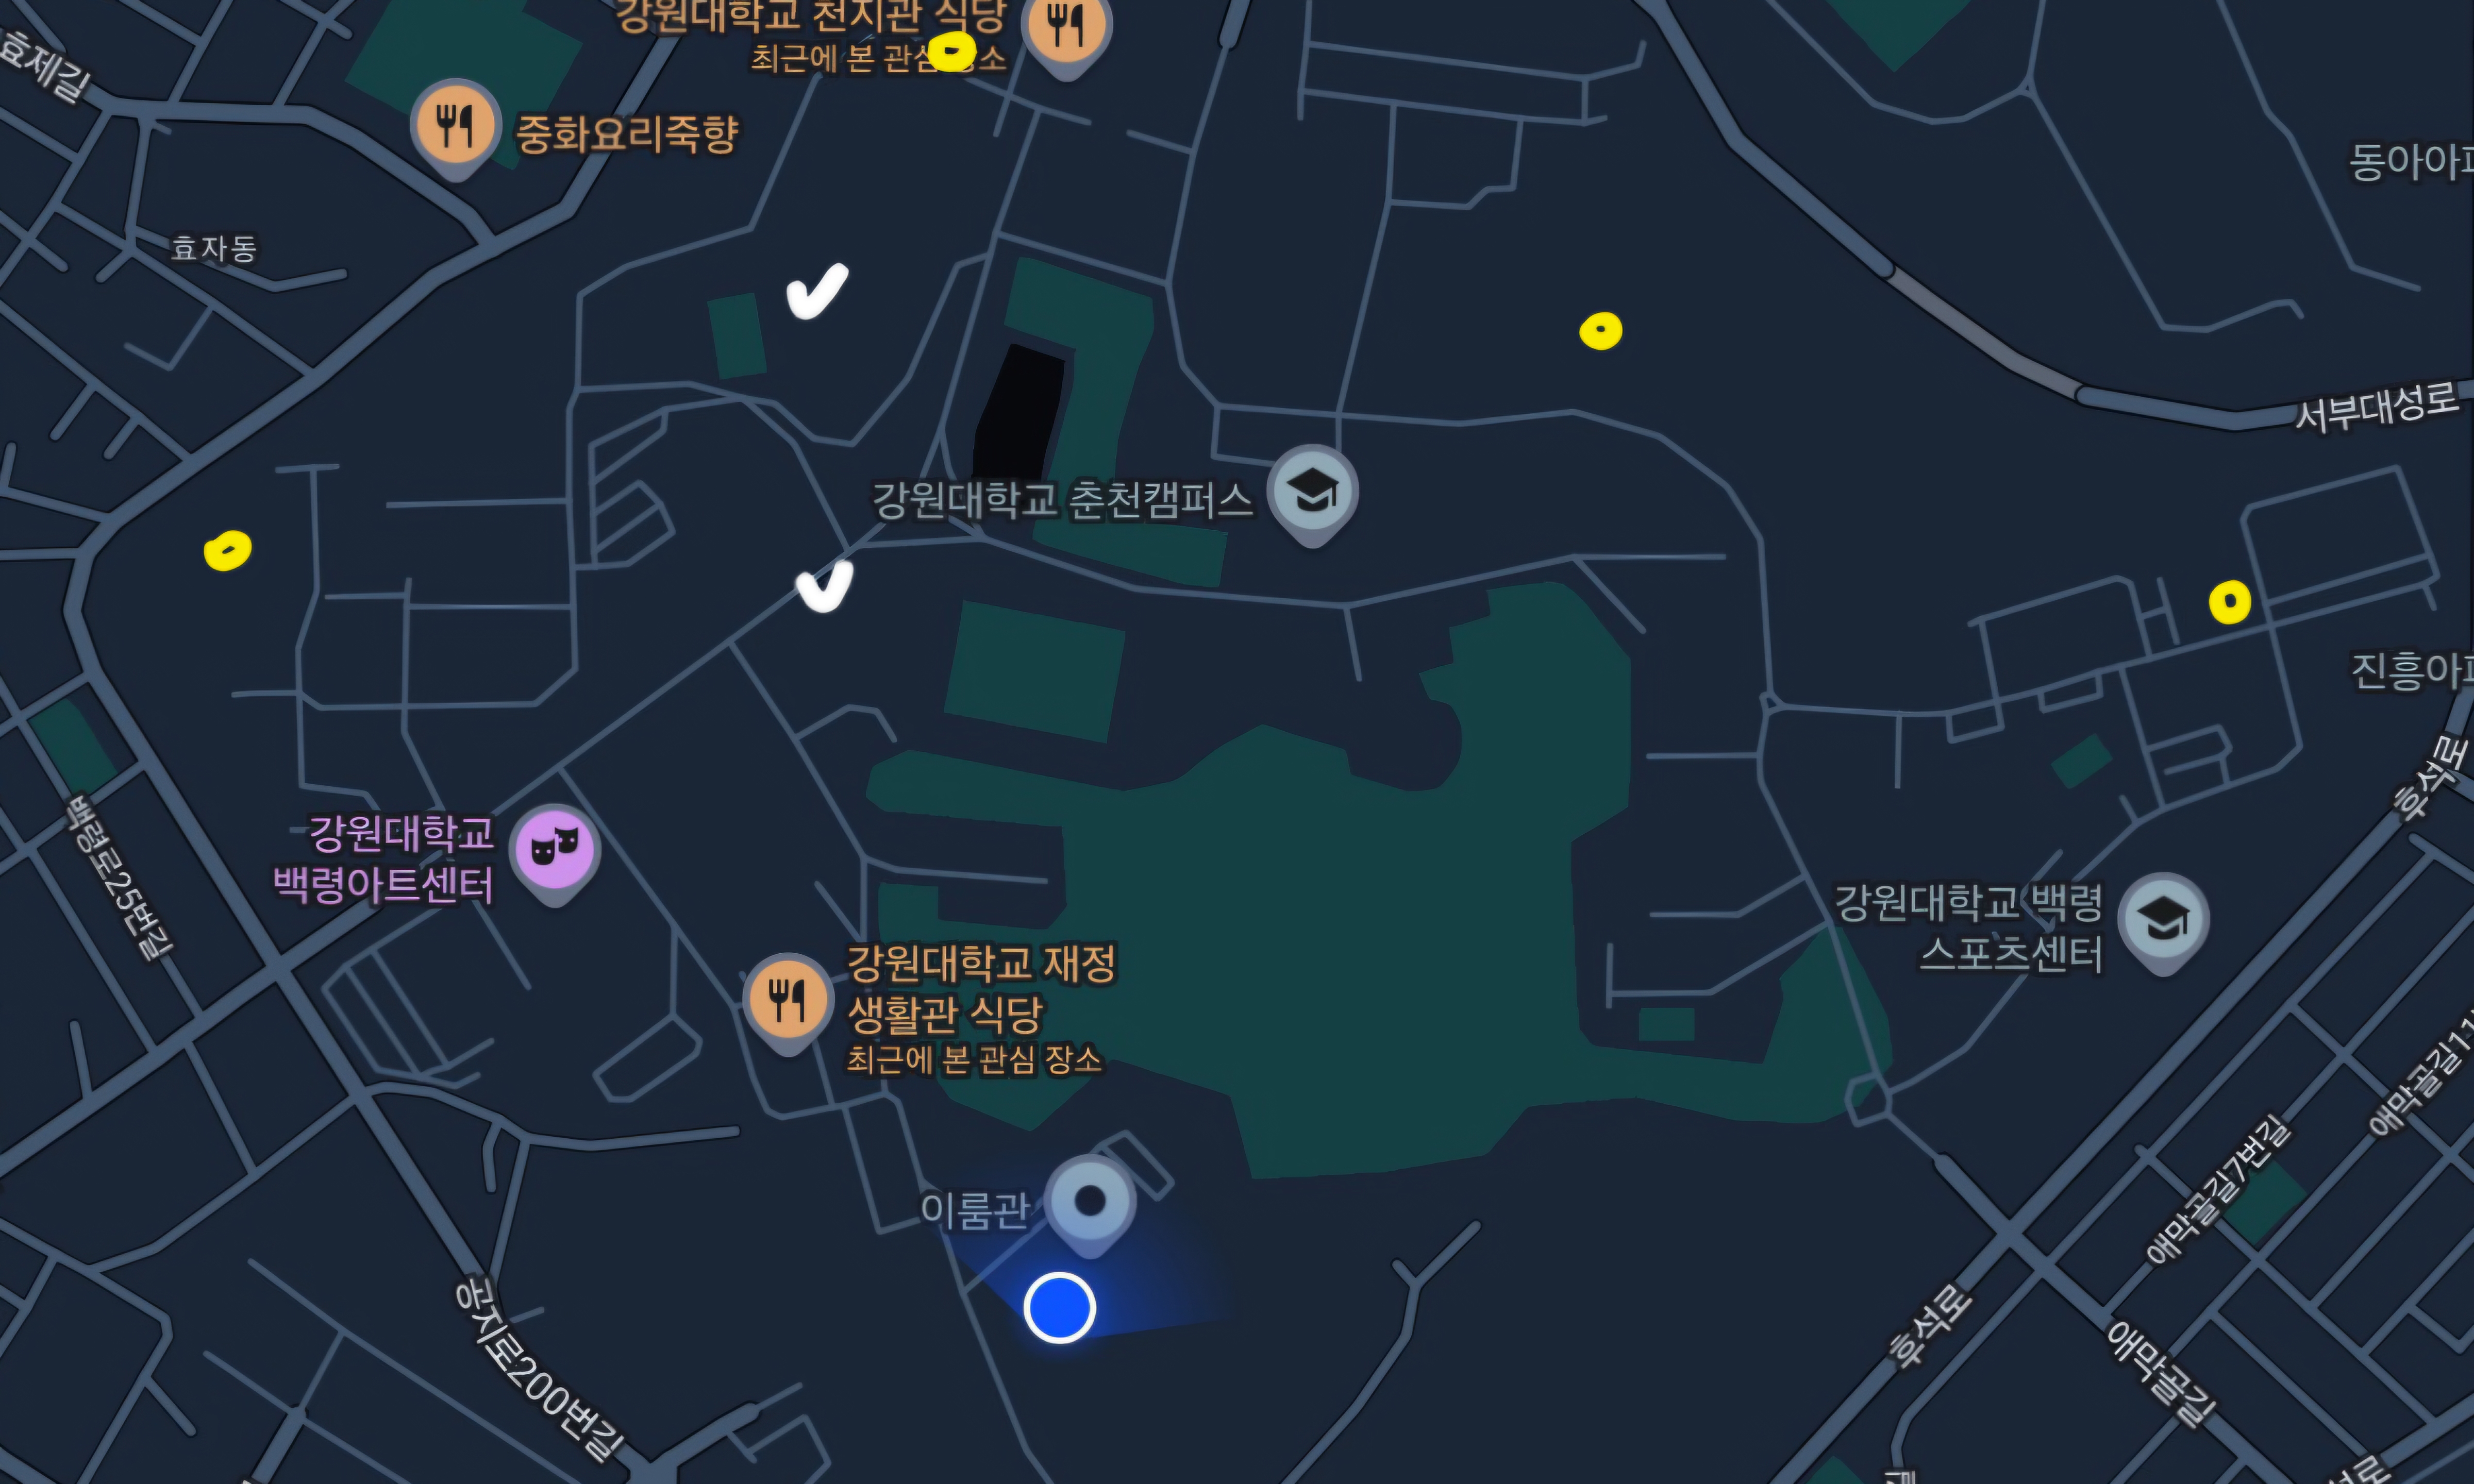 강원대학교 천지관 식당
최근에 본 관심 장소
효제길
중화요리죽향
동아아파
효자동
서부대성로
강원대학교 춘천캠퍼스
진흥아파
후석로
백령로25번길
강원대학교
백령아트센터
강원대학교 백령
스포츠센터
강원대학교 재정
생활관 식당
최근에 본 관심 장소
애막골길11
애막골길7번길
이룸관
후석로
애막골길
공지로200번길